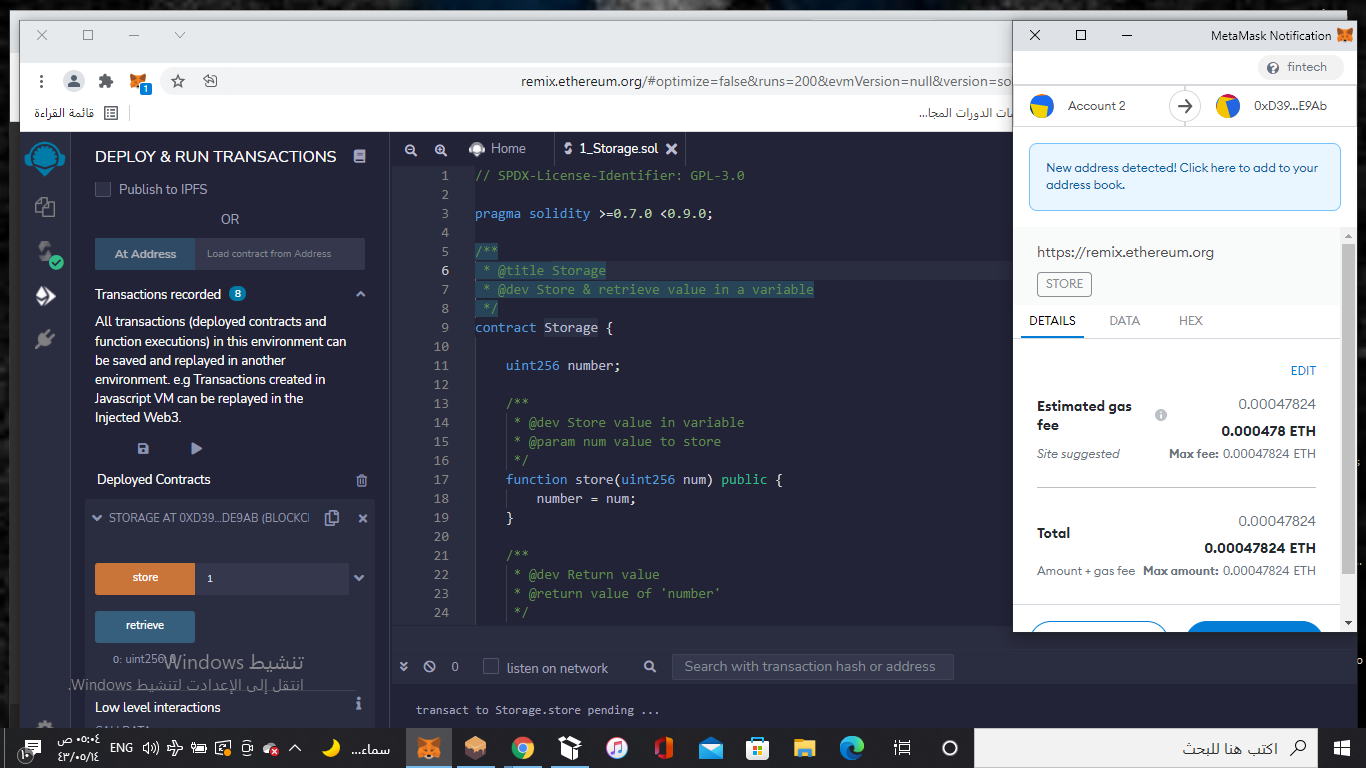 remix.ethereum.org/#optimize=false&runs=200&evmVersion=null&version=so
1
قائمة القراءة
ات الدورات المجا...
DEPLOY & RUN TRANSACTIONS
Publish to IPFS
OR
At Address
Load contract from Address
Transactions recorded 8
All transactions (deployed contracts and
function executions) in this environment can
be saved and replayed in another
environment. e.g Transactions created in
Javascript VM can be replayed in the
Injected Web3.
Deployed Contracts
STORAGE AT 0XD39...DE9AB (BLOCKCH
store 1
retrieve
0: uint256:
Low level interactions
Home
1_Storage.sol
1 // SPDX-License-Identifier: GPL-3.0
2
3 pragma solidity >=0.7.0 <0.9.0;
4
5 /**
6 * @title Storage
7 * @dev Store & retrieve value in a variable
8 */
9 contract Storage {
10
11 uint256 number;
12
13 /**
14 * @dev Store value in variable
15 * @param num value to store
16 */
17 function store(uint256 num) public {
18 number = num;
19 }
20
21 /**
22 * @dev Return value
23 * @return value of 'number'
24 */
0
listen on network
Search with transaction hash or address
transact to Storage.store pending ...
MetaMask Notification
fintech
Account 2
0xD39...E9Ab
New address detected! Click here to add to your
address book.
https://remix.ethereum.org
STORE
DETAILS DATA HEX
EDIT
Estimated gas
fee
0.00047824
0.000478 ETH
Site suggested
Max fee: 0.00047824 ETH
Total
0.00047824
0.00047824 ETH
Amount + gas fee Max amount: 0.00047824 ETH
تنشيط Windows
انتقل إلى الإعدادت لتنشيط Windows.
اكتب هنا للبحث
سماء...
ENG
٠٥:٠٤ ص
٤٣/٠٥/١٤